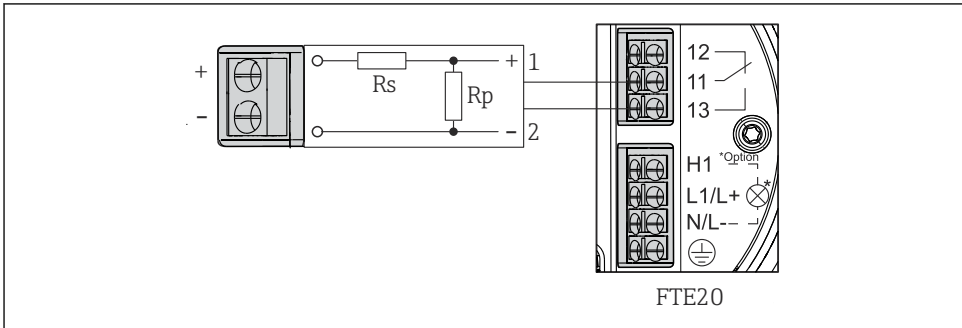 +
-
Rs
Rp
+ 1
- 2
12
11
13
*Option
H1
L1/L+ *
N/L-
FTE20